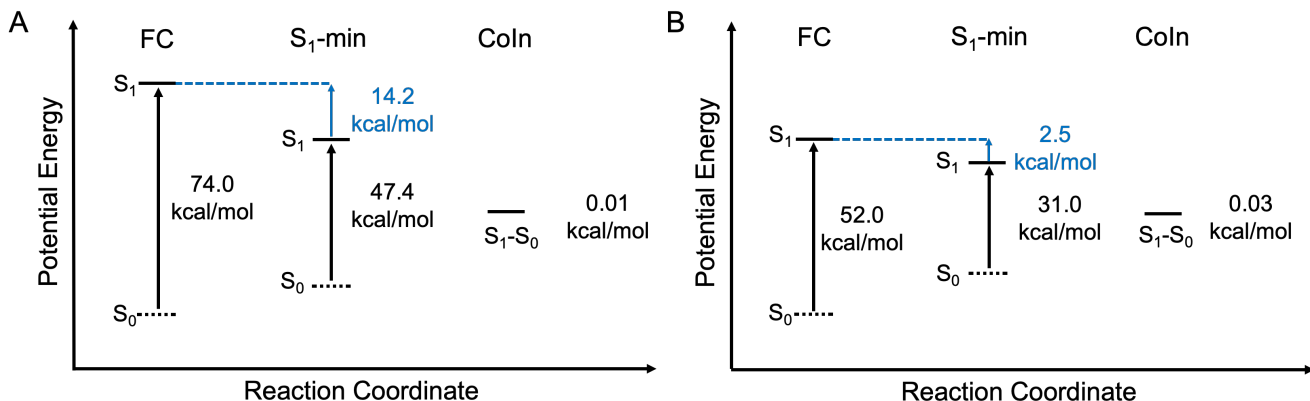 A
FC
S₁-min
CoIn
S₁
14.2
kcal/mol
S₁
74.0
kcal/mol
47.4
kcal/mol
0.01
kcal/mol
S₁-S₀
S₀
S₀
Potential Energy
Reaction Coordinate
B
FC
S₁-min
CoIn
S₁
2.5
kcal/mol
S₁
52.0
kcal/mol
31.0
kcal/mol
0.03
kcal/mol
S₁-S₀
S₀
S₀
Potential Energy
Reaction Coordinate